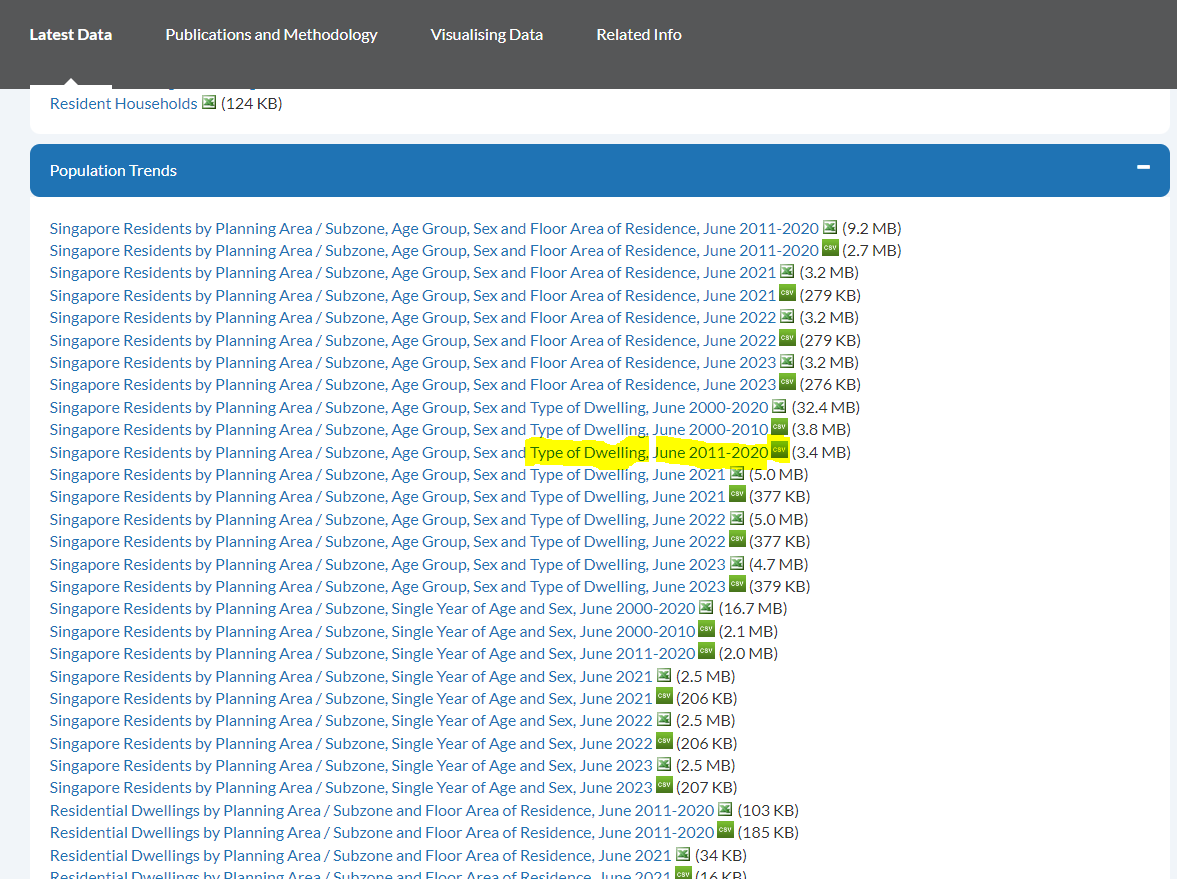 Latest Data Publications and Methodology Visualising Data Related Info
Resident Households (124 KB)
Population Trends
Singapore Residents by Planning Area / Subzone, Age Group, Sex and Floor Area of Residence, June 2011-2020 (9.2 MB)
Singapore Residents by Planning Area / Subzone, Age Group, Sex and Floor Area of Residence, June 2011-2020 CSV (2.7 MB)
Singapore Residents by Planning Area / Subzone, Age Group, Sex and Floor Area of Residence, June 2021 (3.2 MB)
Singapore Residents by Planning Area / Subzone, Age Group, Sex and Floor Area of Residence, June 2021 CSV (279 KB)
Singapore Residents by Planning Area / Subzone, Age Group, Sex and Floor Area of Residence, June 2022 (3.2 MB)
Singapore Residents by Planning Area / Subzone, Age Group, Sex and Floor Area of Residence, June 2022 CSV (279 KB)
Singapore Residents by Planning Area / Subzone, Age Group, Sex and Floor Area of Residence, June 2023 (3.2 MB)
Singapore Residents by Planning Area / Subzone, Age Group, Sex and Floor Area of Residence, June 2023 CSV (276 KB)
Singapore Residents by Planning Area / Subzone, Age Group, Sex and Type of Dwelling, June 2000-2020 (32.4 MB)
Singapore Residents by Planning Area / Subzone, Age Group, Sex and Type of Dwelling, June 2000-2010 CSV (3.8 MB)
Singapore Residents by Planning Area / Subzone, Age Group, Sex and Type of Dwelling, June 2011-2020 CSV (3.4 MB)
Singapore Residents by Planning Area / Subzone, Age Group, Sex and Type of Dwelling, June 2021 (5.0 MB)
Singapore Residents by Planning Area / Subzone, Age Group, Sex and Type of Dwelling, June 2021 CSV (377 KB)
Singapore Residents by Planning Area / Subzone, Age Group, Sex and Type of Dwelling, June 2022 (5.0 MB)
Singapore Residents by Planning Area / Subzone, Age Group, Sex and Type of Dwelling, June 2022 CSV (377 KB)
Singapore Residents by Planning Area / Subzone, Age Group, Sex and Type of Dwelling, June 2023 (4.7 MB)
Singapore Residents by Planning Area / Subzone, Age Group, Sex and Type of Dwelling, June 2023 CSV (379 KB)
Singapore Residents by Planning Area / Subzone, Single Year of Age and Sex, June 2000-2020 (16.7 MB)
Singapore Residents by Planning Area / Subzone, Single Year of Age and Sex, June 2000-2010 CSV (2.1 MB)
Singapore Residents by Planning Area / Subzone, Single Year of Age and Sex, June 2011-2020 CSV (2.0 MB)
Singapore Residents by Planning Area / Subzone, Single Year of Age and Sex, June 2021 (2.5 MB)
Singapore Residents by Planning Area / Subzone, Single Year of Age and Sex, June 2021 CSV (206 KB)
Singapore Residents by Planning Area / Subzone, Single Year of Age and Sex, June 2022 (2.5 MB)
Singapore Residents by Planning Area / Subzone, Single Year of Age and Sex, June 2022 CSV (206 KB)
Singapore Residents by Planning Area / Subzone, Single Year of Age and Sex, June 2023 (2.5 MB)
Singapore Residents by Planning Area / Subzone, Single Year of Age and Sex, June 2023 CSV (207 KB)
Residential Dwellings by Planning Area / Subzone and Floor Area of Residence, June 2011-2020 (103 KB)
Residential Dwellings by Planning Area / Subzone and Floor Area of Residence, June 2011-2020 CSV (185 KB)
Residential Dwellings by Planning Area / Subzone and Floor Area of Residence, June 2021 (34 KB)
Residential Dwellings by Planning Area / Subzone and Floor Area of Residence, June 2021 CSV (16 KB)